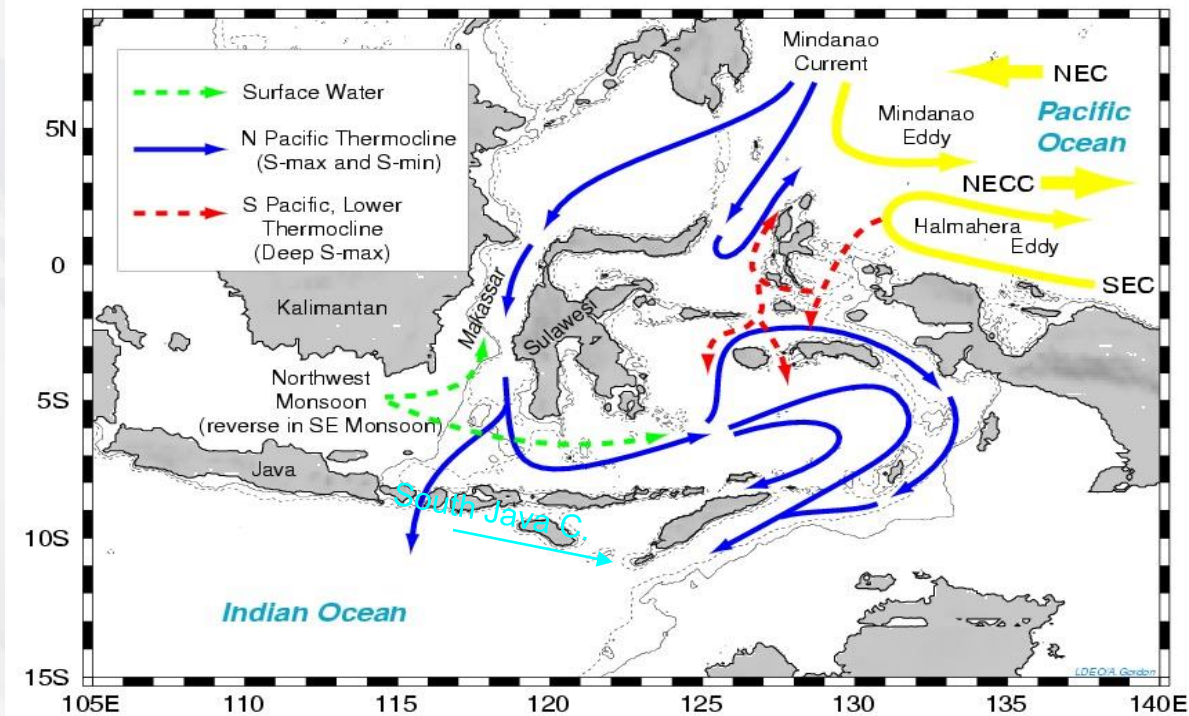 Surface Water
N Pacific Thermocline
(S-max and S-min)
S Pacific, Lower
Thermocline
(Deep S-max)
Mindanao
Current
NEC
Pacific
Ocean
Mindanao
Eddy
NECC
Halmahera
Eddy
SEC
5N
0
5S
10S
15S
Kalimantan
Makassar
Sulawesi
Northwest
Monsoon
(reverse in SE Monsoon)
Java
South Java C.
Indian Ocean
LDEO/A. Gordon
105E
110
115
120
125
130
135
140E